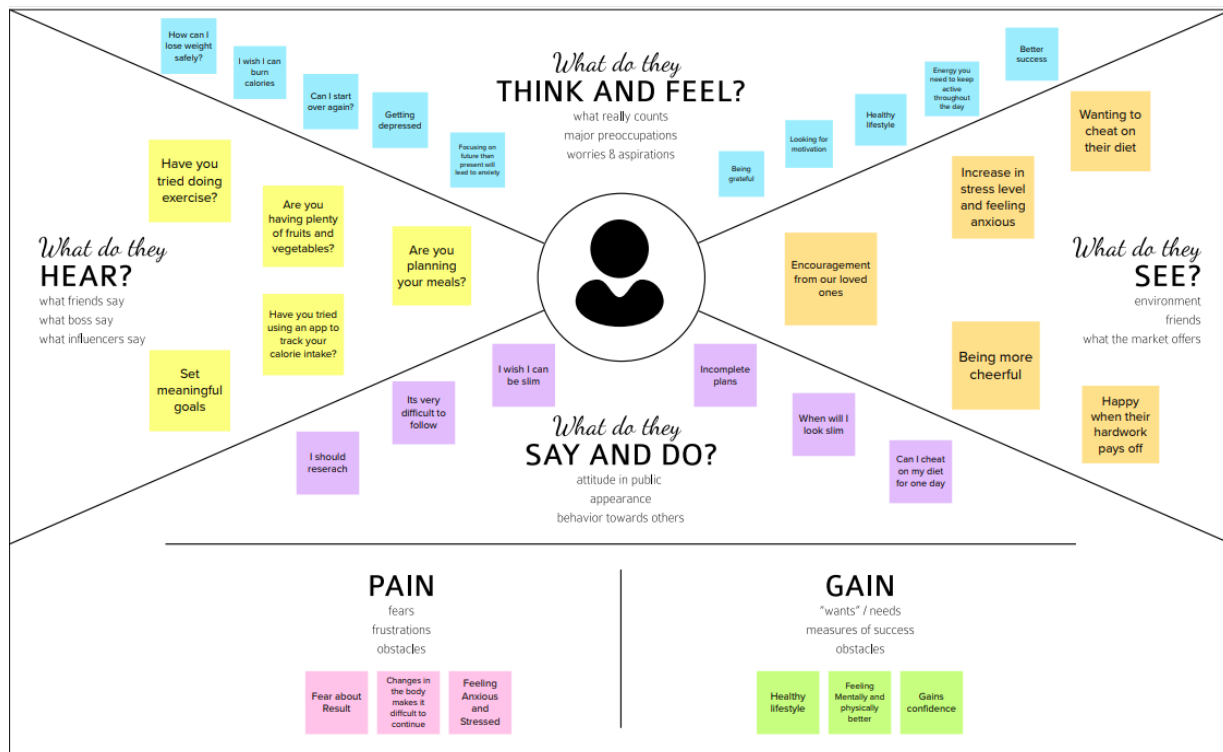 What do they
THINK AND FEEL?
what really counts
major preoccupations
worries & aspirations
How can I
lose weight
safely?
I wish I can
burn
calories
Can I start
over again?
Getting
depressed
Focusing on
future than
present will
lead to anxiety
Being
grateful
Looking for
motivation
Healthy
lifestyle
Energy you
need to keep
active
throughout
the day
Better
success
What do they
HEAR?
what friends say
what boss say
what influencers say
Have you
tried doing
exercise?
Are you
having plenty
of fruits and
vegetables?
Are you
planning
your meals?
Have you tried
using an app to
track your
calorie intake?
Set
meaningful
goals
What do they
SEE?
environment
friends
what the market offers
Wanting to
cheat on
their diet
Increase in
stress level
and feeling
anxious
Encouragement
from our loved
ones
Being more
cheerful
Happy
when their
hardwork
pays off
What do they
SAY AND DO?
attitude in public
appearance
behavior towards others
I should
reserach
Its very
difficult to
follow
I wish I can
be slim
Incomplete
plans
When will I
look slim
Can I cheat
on my diet
for one day
PAIN
fears
frustrations
obstacles
Fear about
Result
Changes in
the body
makes it
diffcult to
continue
Feeling
Anxious
and
Stressed
GAIN
"wants" / needs
measures of success
obstacles
Healthy
lifestyle
Feeling
Mentally and
physically
better
Gains
confidence